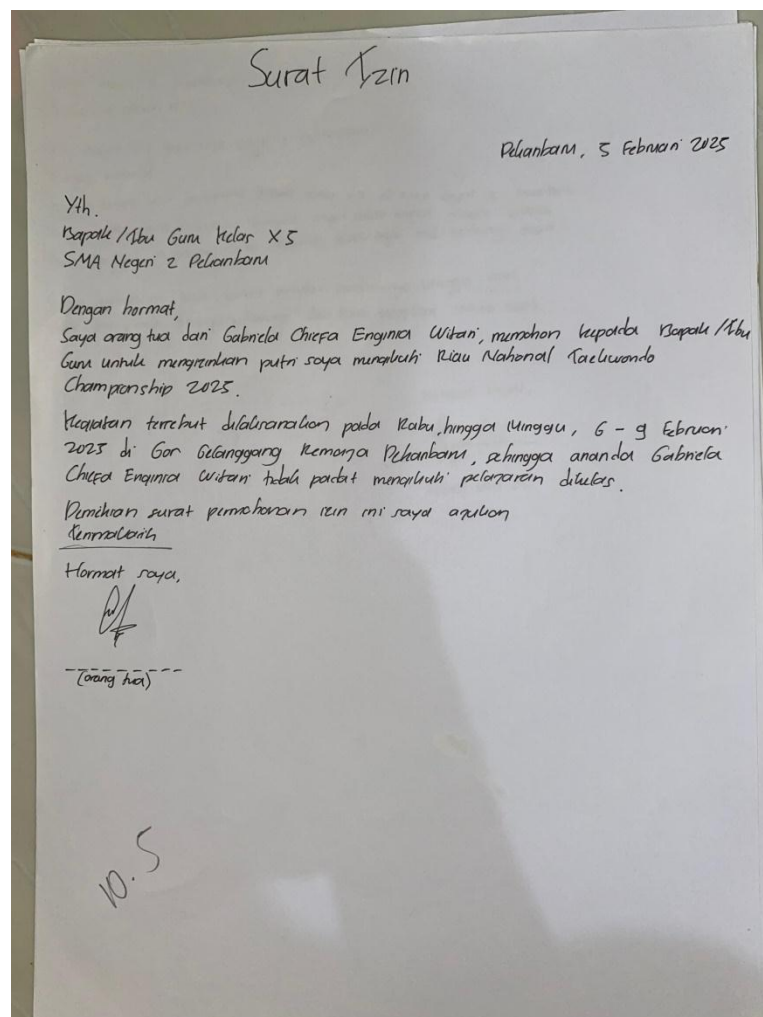 Surat Izin
Pekanbaru, 5 Februari 2025
Yth.
Bapak/Ibu Guru Kelas X5
SMA Negeri 2 Pekanbaru
Dengan hormat,
Saya orang tua dari Gabriela Chiefa Enginia Witari, memohon kepada Bapak/Ibu
Guru untuk mengizinkan putri saya mengikuti Riau National Taekwondo
Championship 2025.
Kegiatan tersebut dilaksanakan pada Rabu, hingga Minggu, 6 - 9 Februari
2025 di Gor Gelanggang Remaja Pekanbaru, sehingga ananda Gabriela
Chiefa Enginia Witari tidak padat mengikuti pelajaran dikelas.
Demikian surat permohonan izin ini saya ajukan
Terimakasih
Hormat saya,
(orang tua)
10.5